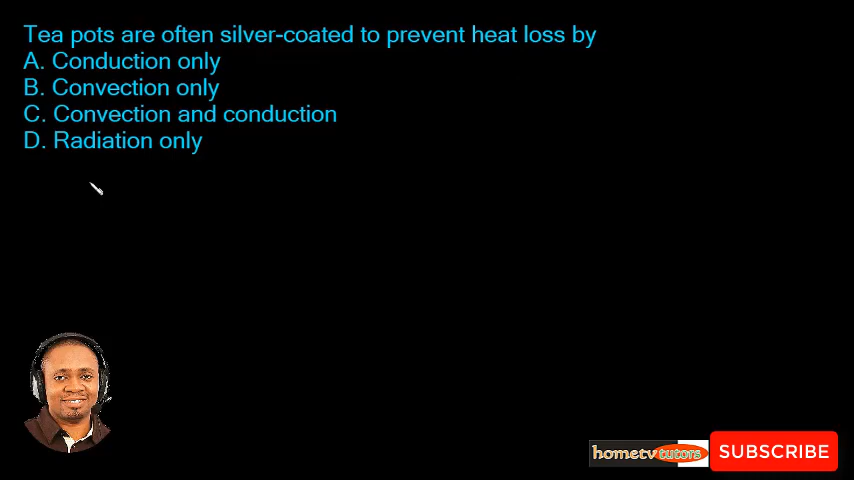 Tea pots are often silver-coated to prevent heat loss by
A. Conduction only
B. Convection only
C. Convection and conduction
D. Radiation only
hometvtutors
SUBSCRIBE